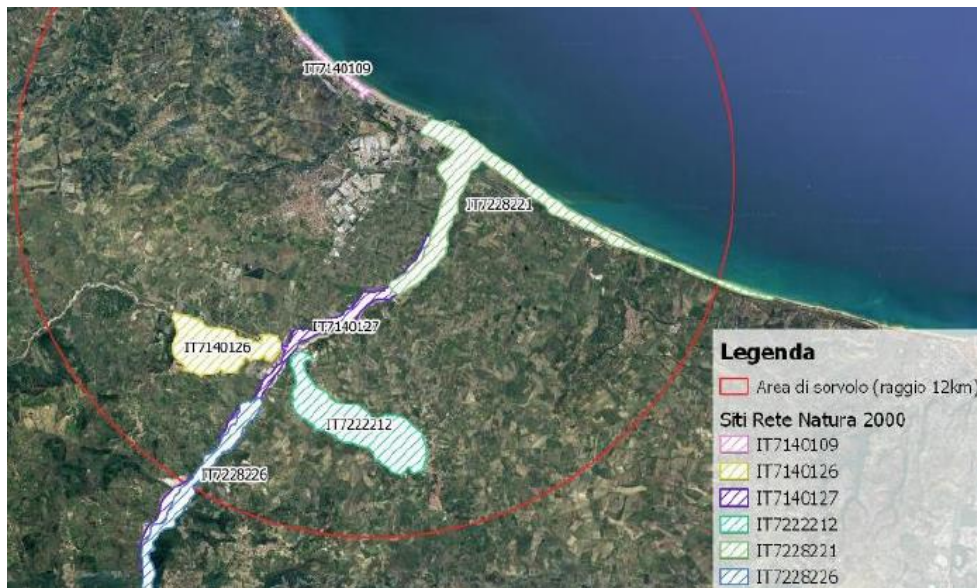 IT7140109
IT7228221
IT7140127
IT7140126
IT7222212
IT7228226
Legenda
Area di sorvolo (raggio 12km)
Siti Rete Natura 2000
IT7140109
IT7140126
IT7140127
IT7222212
IT7228221
IT7228226